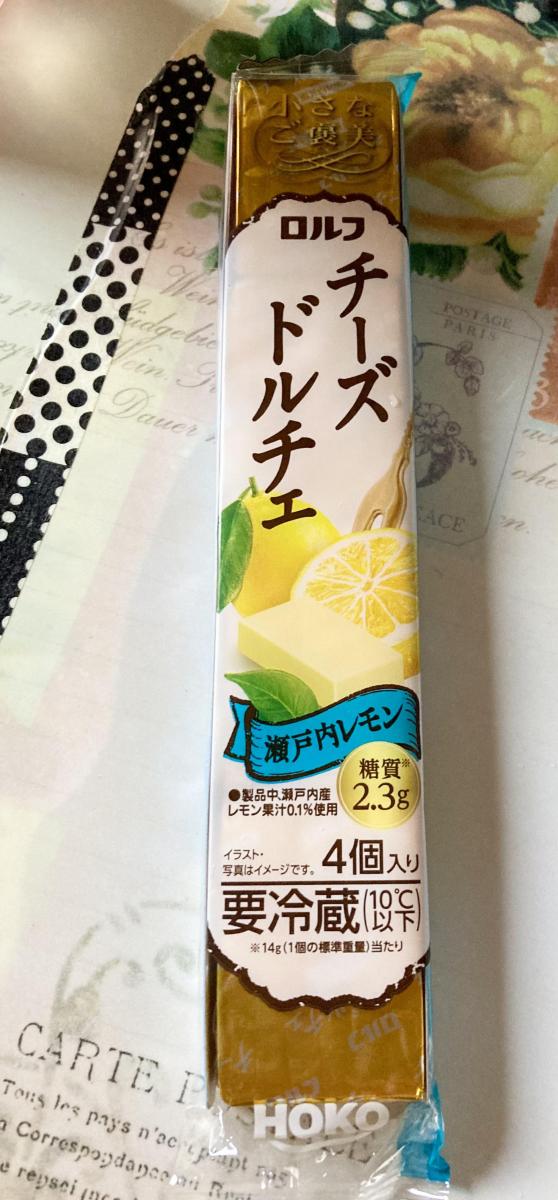 小さな
ご褒美
ロルフ
チーズ
ドルチェ
瀬戸内レモン
糖質※
2.3g
●製品中、瀬戸内産
レモン果汁0.1%使用
イラスト・
写真はイメージです。
4個入り
要冷蔵(10℃以下)
※14g(1個の標準重量)当たり
HOKO
POSTAGE
PARIS
CARTE P
Tous les pays n'acceptent pas
Correspondance au